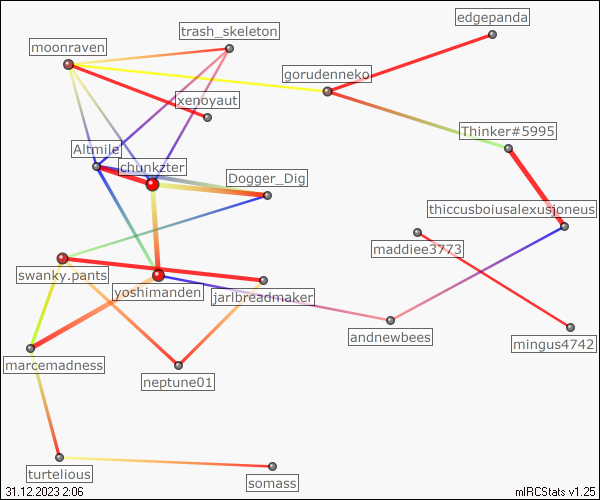 edgepanda
trash_skeleton
moonraven
gorudenneko
xenoyaut
Thinker#5995
Altmile
chunkzter
Dogger_Dig
thiccusboiusalexusjoneus
maddiee3773
swanky.pants
yoshimanden
jarlbreadmaker
andnewbees
mingus4742
marcemadness
neptune01
turtelious
somass
31.12.2023 2:06
mIRCStats v1.25